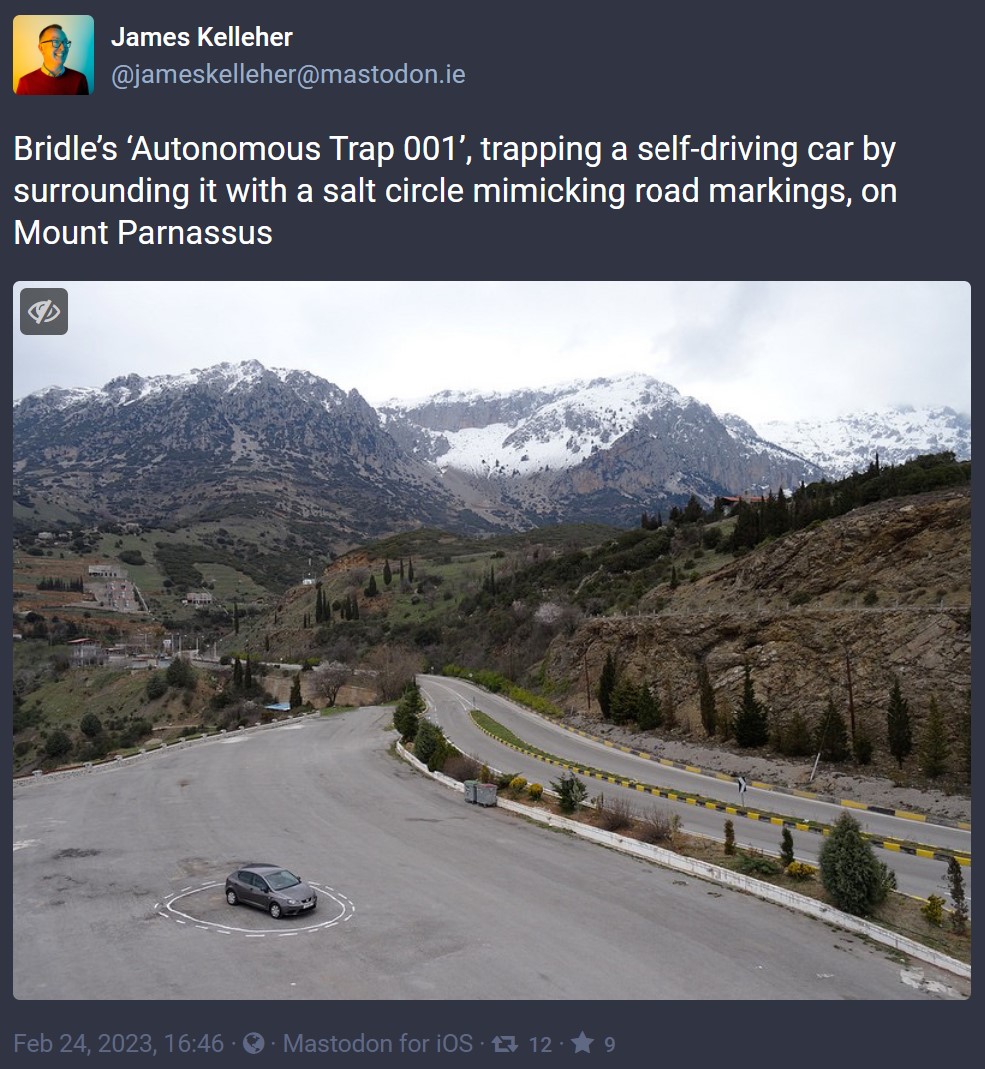 James Kelleher
@jameskelleher@mastodon.ie
Bridle’s ‘Autonomous Trap 001’, trapping a self-driving car by
surrounding it with a salt circle mimicking road markings, on
Mount Parnassus
Feb 24, 2023, 16:46 · · Mastodon for iOS · 12 · 9